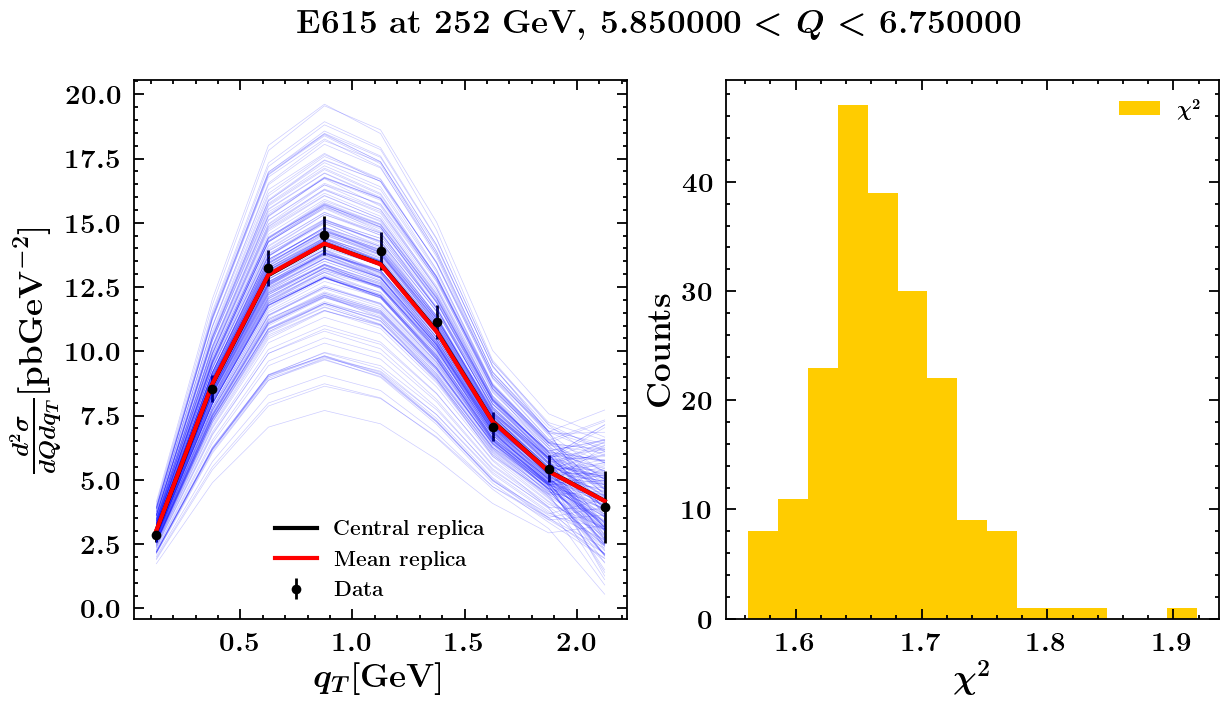 E615 at 252 GeV, 5.850000 < Q < 6.750000
20.0
17.5
15.0
12.5
10.0
7.5
5.0
2.5
0.0
d²σ/dQdq_T [pbGeV⁻²]
Central replica
Mean replica
Data
0.5 1.0 1.5 2.0
q_T[GeV]
χ²
40
30
20
10
0
Counts
1.6 1.7 1.8 1.9
χ²